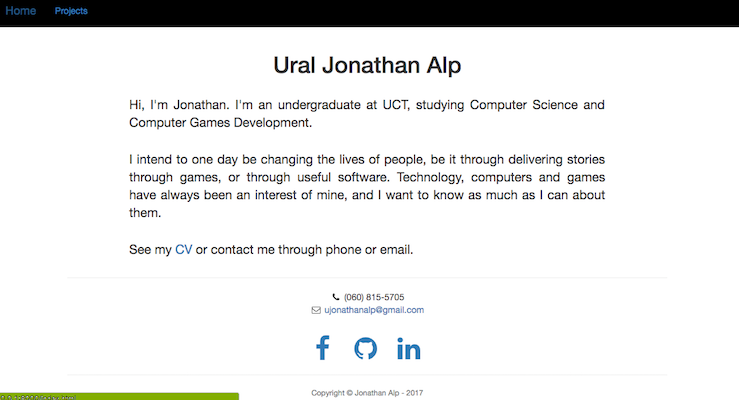 Home Projects
Ural Jonathan Alp
Hi, I'm Jonathan. I'm an undergraduate at UCT, studying Computer Science and
Computer Games Development.
I intend to one day be changing the lives of people, be it through delivering stories
through games, or through useful software. Technology, computers and games
have always been an interest of mine, and I want to know as much as I can about
them.
See my CV or contact me through phone or email.
(060) 815-5705
ujonathanalp@gmail.com
Copyright © Jonathan Alp - 2017